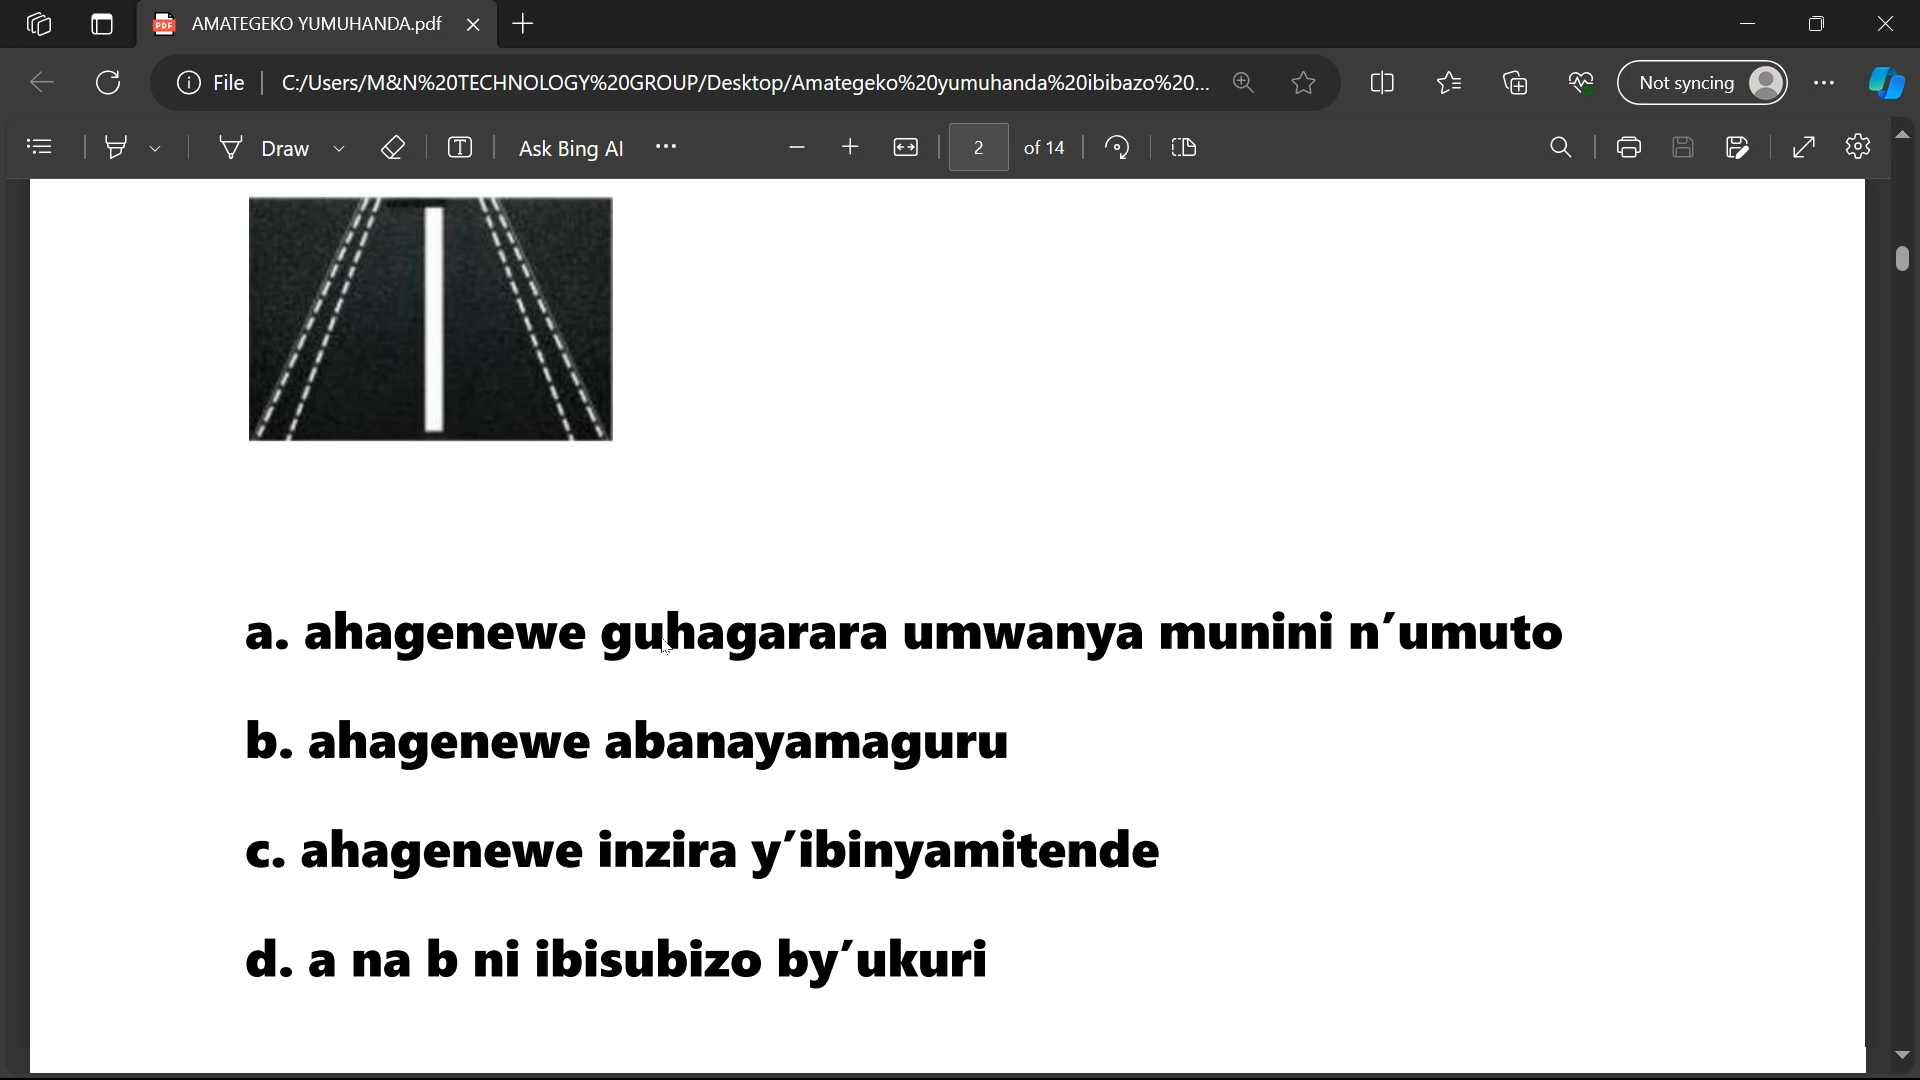 AMATEGEKO YUMUHANDA.pdf
File
C:/Users/M&N%20TECHNOLOGY%20GROUP/Desktop/Amategeko%20yumuhanda%20ibibazo%20...
Not syncing
Draw
Ask Bing AI
2 of 14
a. ahagenewe guhagarara umwanya munini n’umuto
b. ahagenewe abanayamaguru
c. ahagenewe inzira y’ibinyamitende
d. a na b ni ibisubizo by’ukuri